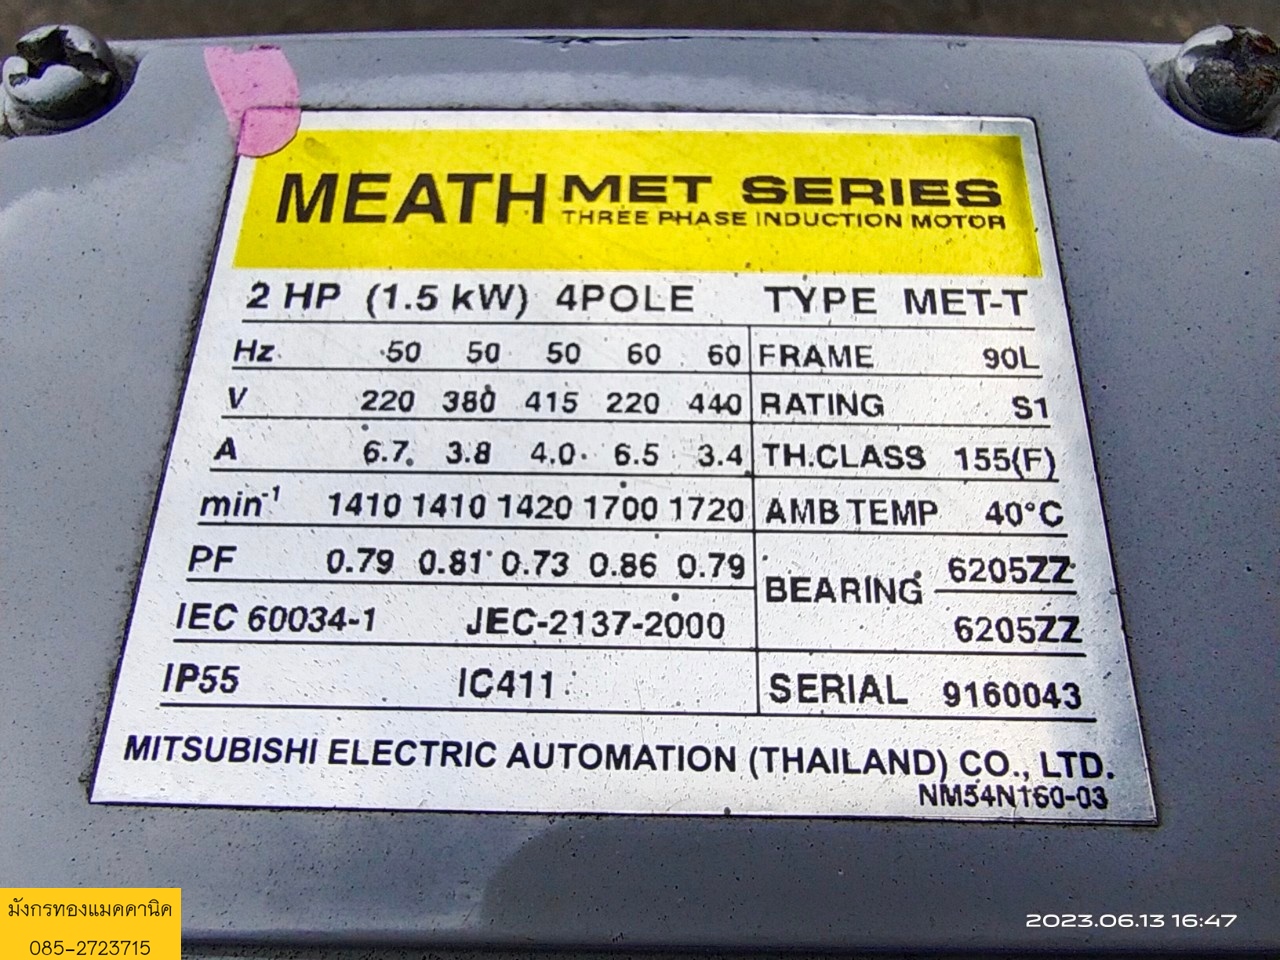 MEATH MET SERIES
THREE PHASE INDUCTION MOTOR
2 HP (1.5 kW) 4POLE TYPE MET-T
Hz 50 50 50 60 60 FRAME 90L
V 220 380 415 220 440 RATING S1
A 6.7 3.8 4.0 6.5 3.4 TH.CLASS 155(F)
min-1 1410 1410 1420 1700 1720 AMB TEMP 40°C
PF 0.79 0.81 0.73 0.86 0.79 BEARING 6205ZZ
6205ZZ
IEC 60034-1 JEC-2137-2000
IP55 IC411 SERIAL 9160043
MITSUBISHI ELECTRIC AUTOMATION (THAILAND) CO., LTD.
NM54N160-03
มังกรทองแมคคานิค
085-2723715
2023.06.13 16:47